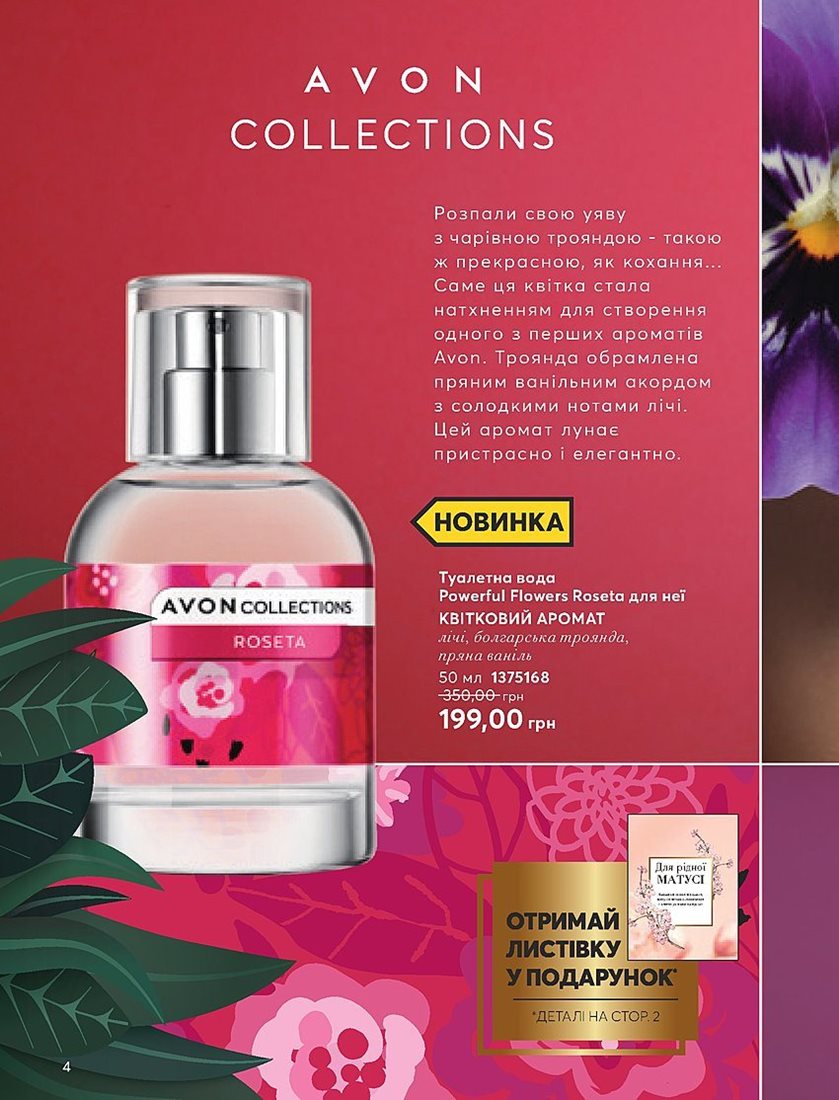 AVON
COLLECTIONS
Розпали свою уяву
з чарівною трояндою - такою
ж прекрасною, як кохання...
Саме ця квітка стала
натхненням для створення
одного з перших ароматів
Avon. Троянда обрамлена
пряним ванільним акордом
з солодкими нотами лічі.
Цей аромат лунає
пристрасно і елегантно.
НОВИНКА
Туалетна вода
Powerful Flowers Roseta для неї
КВІТКОВИЙ АРОМАТ
лічі, болгарська троянда,
пряна ваніль
50 мл 1375168
350,00 грн
199,00 грн
AVON COLLECTIONS
ROSETA
Для рідної
МАТУСІ
ОТРИМАЙ
ЛИСТІВКУ
У ПОДАРУНОК*
*ДЕТАЛІ НА СТОР. 2
4